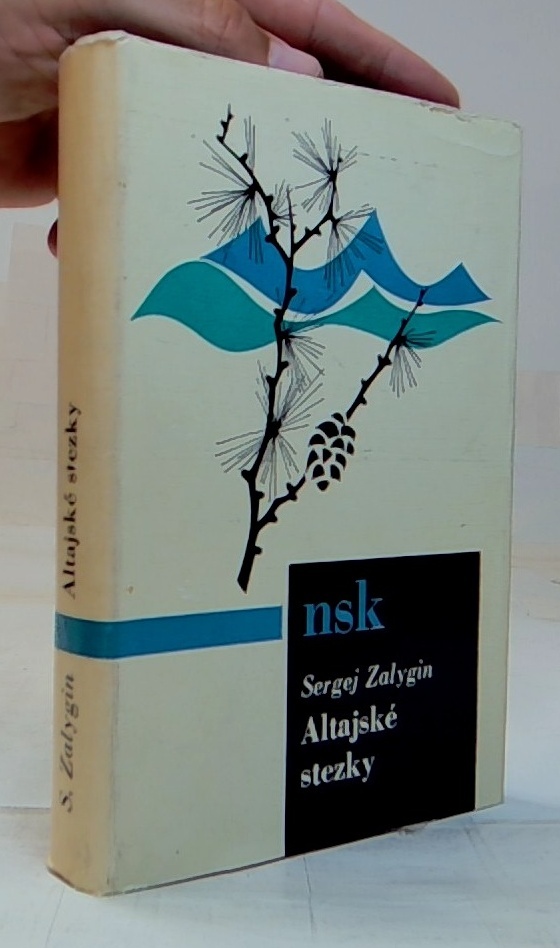 nsk
Sergej Zalygin
Altajské
stezky
S. Zalygin
Altajské stezky